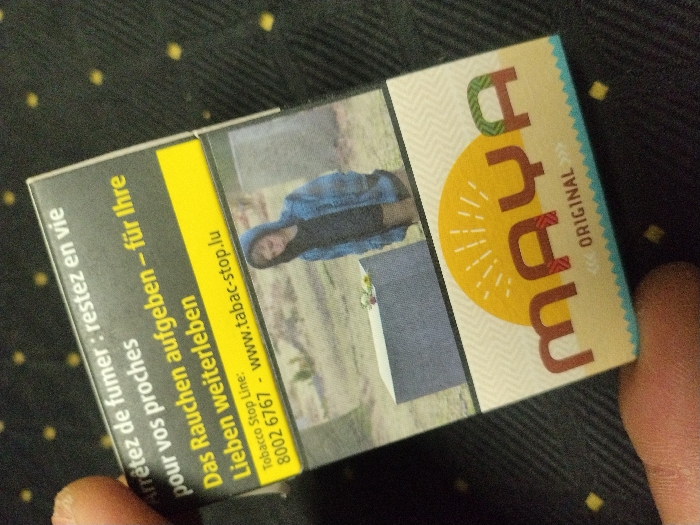 Arrêtez de fumer : restez en vie
pour vos proches
Das Rauchen aufgeben – für Ihre
Lieben weiterleben
Tobacco Stop Line:
8002 6767 - www.tabac-stop.lu
MAYA
« ORIGINAL »